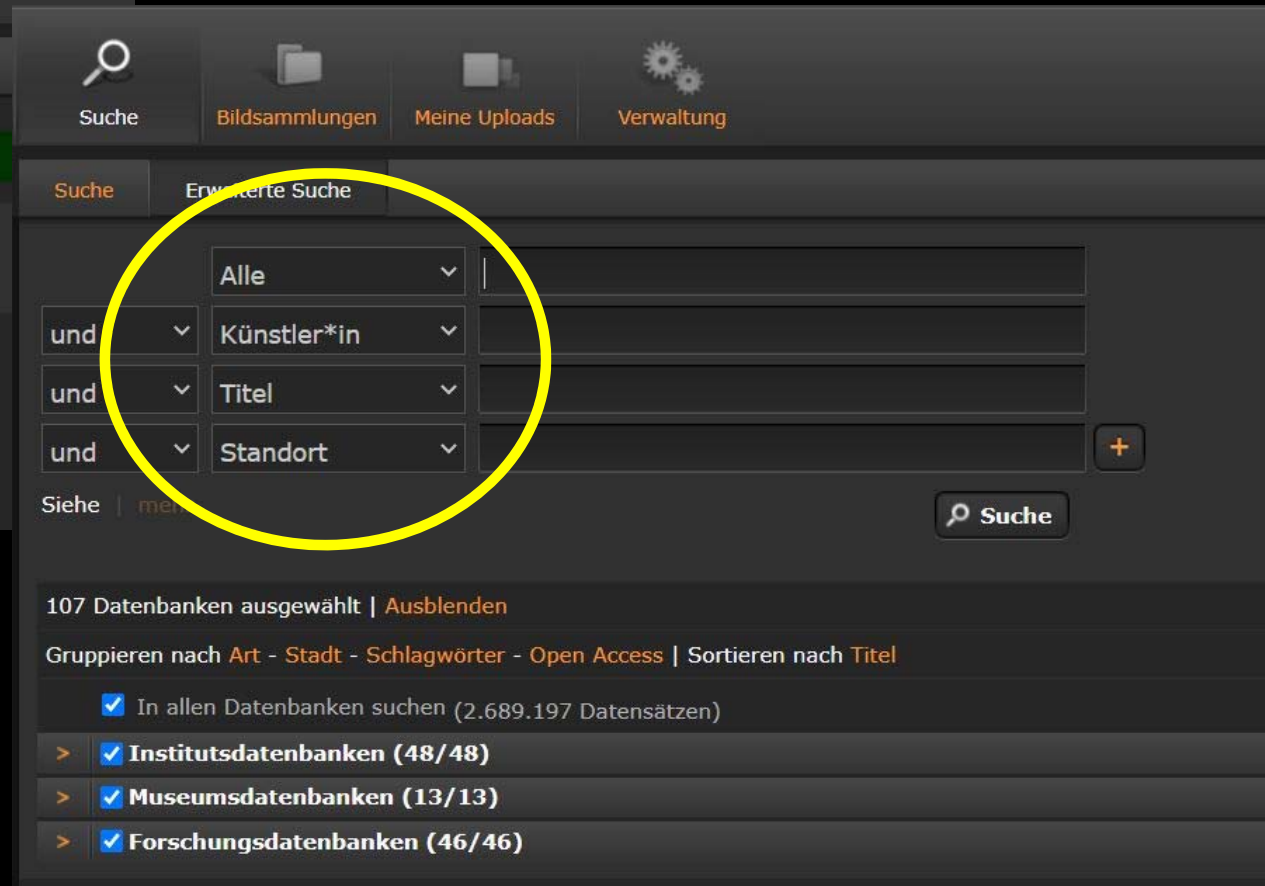 Suche Bildsammlungen Meine Uploads Verwaltung
Suche Erweiterte Suche
Alle
und Künstler*in
und Titel
und Standort +
Siehe |
Suche
107 Datenbanken ausgewählt | Ausblenden
Gruppieren nach Art - Stadt - Schlagwörter - Open Access | Sortieren nach Titel
In allen Datenbanken suchen (2.689.197 Datensätzen)
> Institutsdatenbanken (48/48)
> Museumsdatenbanken (13/13)
> Forschungsdatenbanken (46/46)